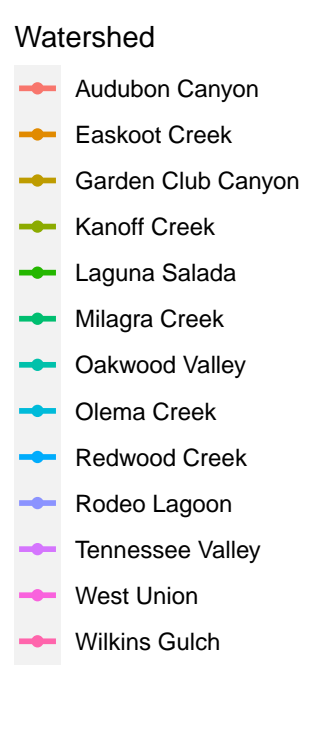 Watershed
Audubon Canyon
Easkoot Creek
Garden Club Canyon
Kanoff Creek
Laguna Salada
Milagra Creek
Oakwood Valley
Olema Creek
Redwood Creek
Rodeo Lagoon
Tennessee Valley
West Union
Wilkins Gulch